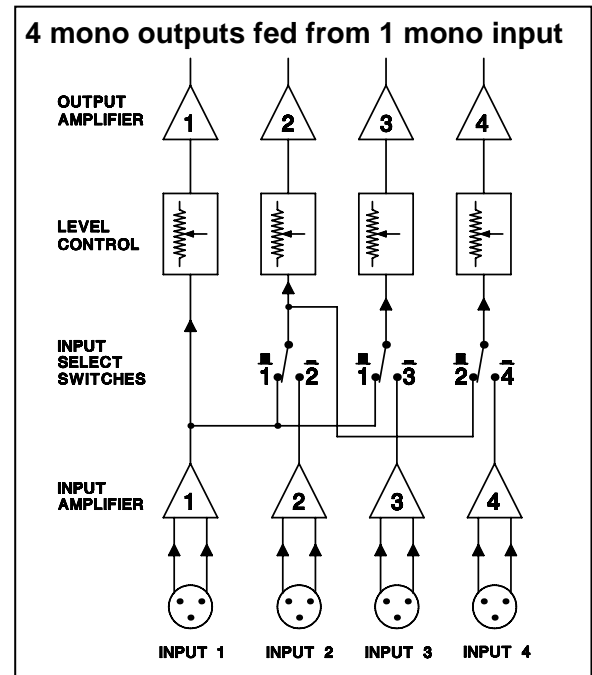 4 mono outputs fed from 1 mono input
OUTPUT
AMPLIFIER
1 2 3 4
LEVEL
CONTROL
INPUT
SELECT
SWITCHES
1 2 1 3 2 4
INPUT
AMPLIFIER
1 2 3 4
INPUT 1 INPUT 2 INPUT 3 INPUT 4